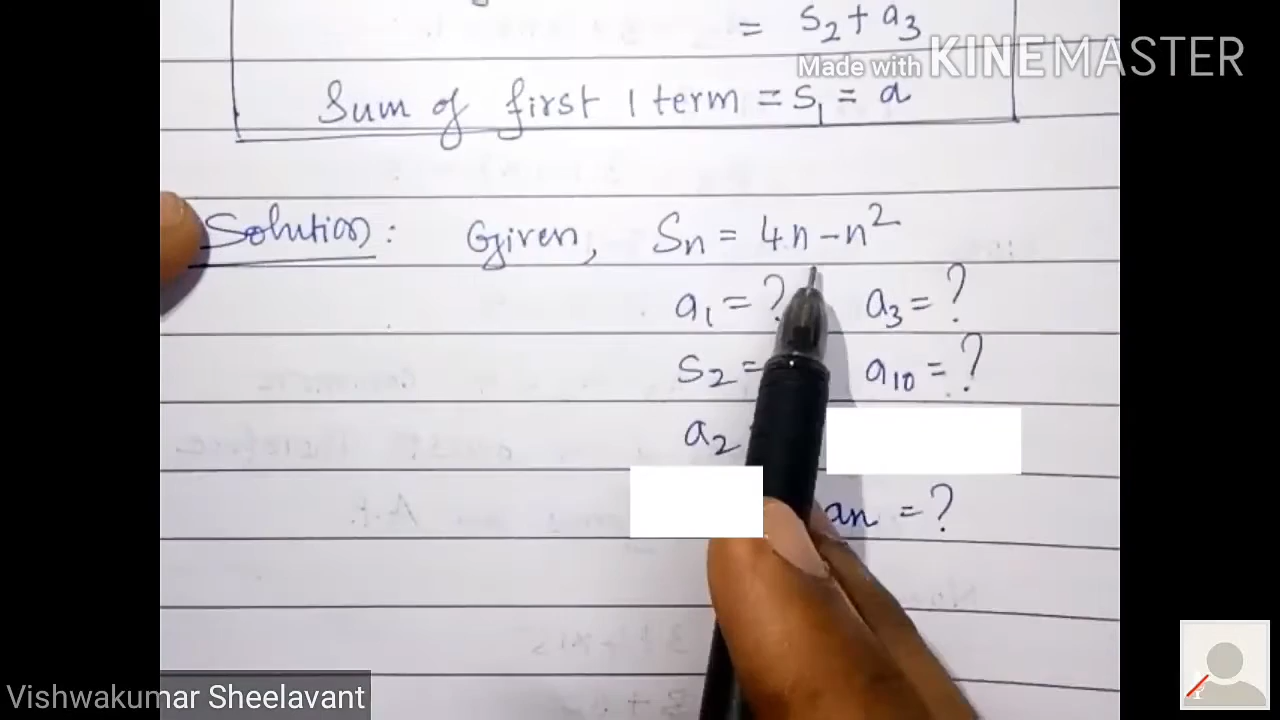 = S₂ + a₃
Made with KINEMASTER
Sum of first 1 term = S₁ = a
Solution: Given, Sn = 4n - n²
a₁ = ? a₃ = ?
S₂ = a₁₀ = ?
a₂
an = ?
Vishwakumar Sheelavant